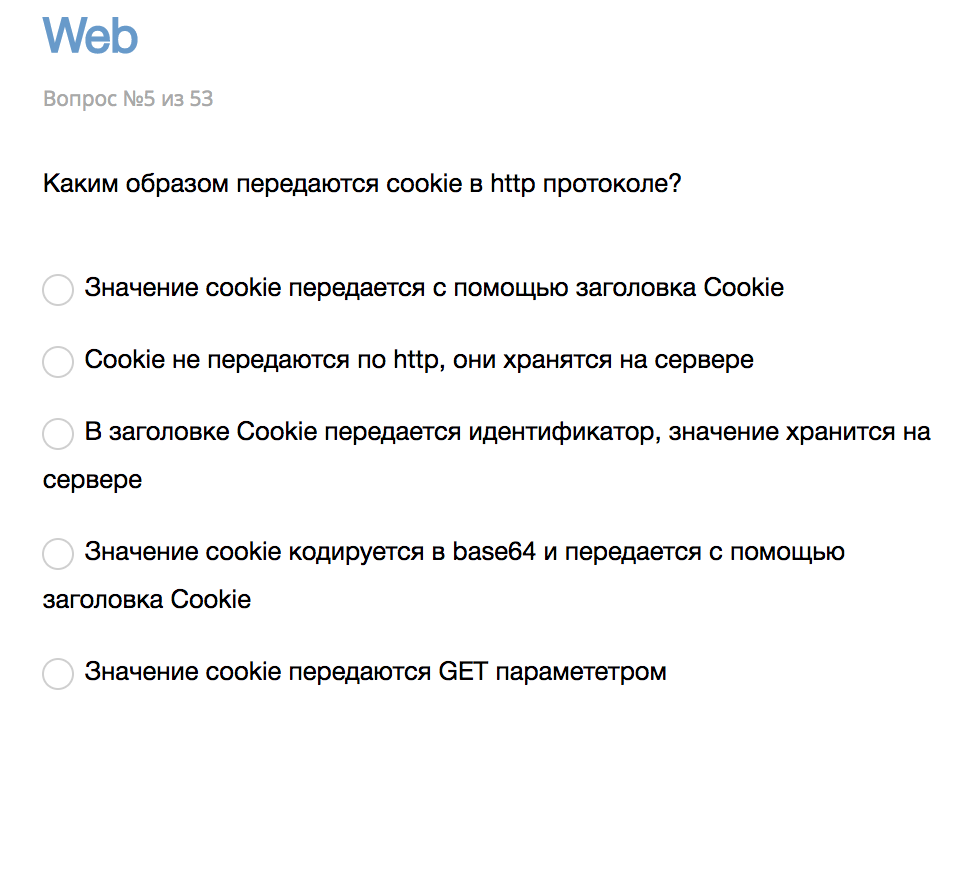 Web
Вопрос №5 из 53
Каким образом передаются cookie в http протоколе?
Значение cookie передается с помощью заголовка Cookie
Cookie не передаются по http, они хранятся на сервере
В заголовке Cookie передается идентификатор, значение хранится на
сервере
Значение cookie кодируется в base64 и передается с помощью
заголовка Cookie
Значение cookie передаются GET парамететром